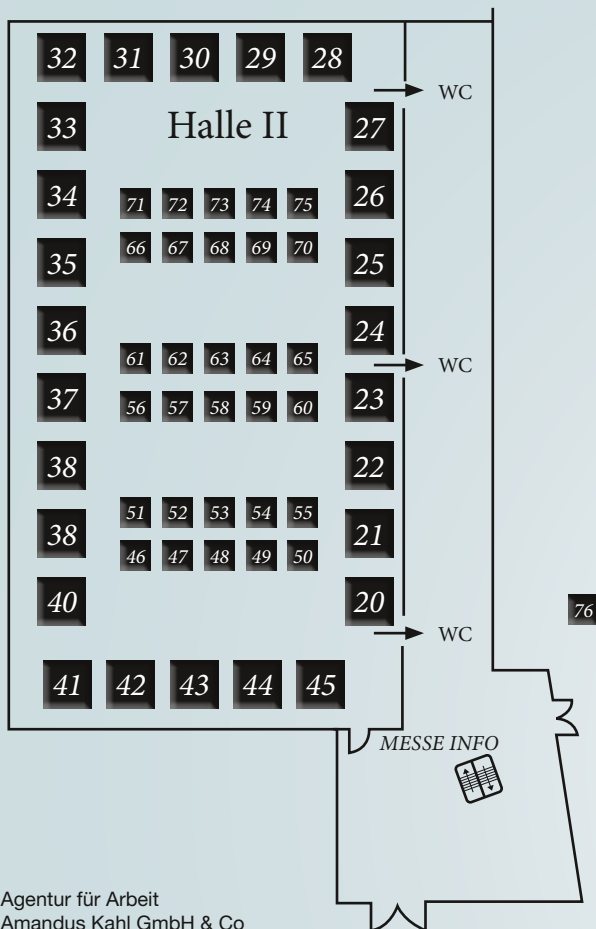 32 31 30 29 28
WC
33 Halle II 27
34 71 72 73 74 75 26
66 67 68 69 70
35 25
36 24
61 62 63 64 65
WC
37 56 57 58 59 60 23
38 22
51 52 53 54 55
38 21
46 47 48 49 50
40 20
76
WC
41 42 43 44 45
MESSE INFO
Agentur für Arbeit
Amandus Kahl GmbH & Co